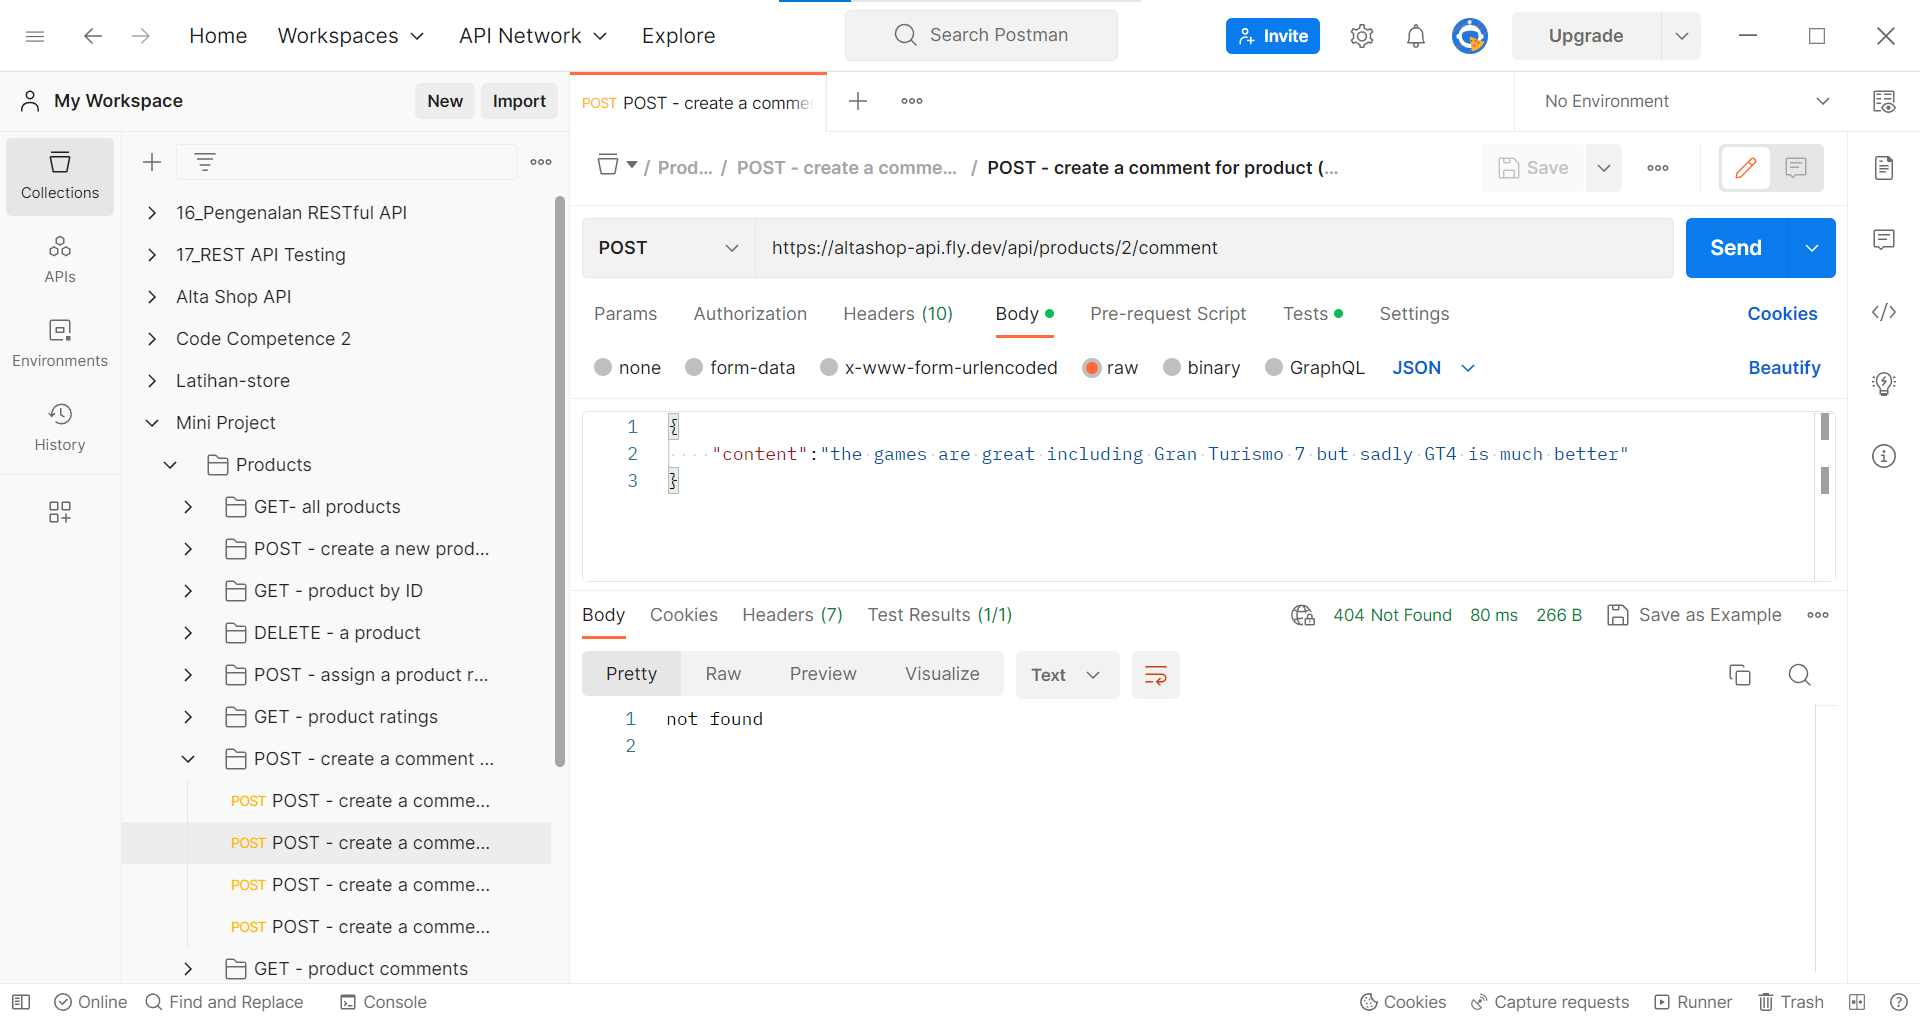 Home
Workspaces
API Network
Explore
Search Postman
Invite
Upgrade
My Workspace
New
Import
POST POST - create a comme
No Environment
Collections
APIs
Environments
History
16_Pengenalan RESTful API
17_REST API Testing
Alta Shop API
Code Competence 2
Latihan-store
Mini Project
Products
GET- all products
POST - create a new prod...
GET - product by ID
DELETE - a product
POST - assign a product r...
GET - product ratings
POST - create a comment ...
POST POST - create a comme...
POST POST - create a comme...
POST POST - create a comme...
POST POST - create a comme...
GET - product comments
/ Prod... / POST - create a comme... / POST - create a comment for product (...
Save
POST
https://altashop-api.fly.dev/api/products/2/comment
Send
Params
Authorization
Headers (10)
Body
Pre-request Script
Tests
Settings
Cookies
none
form-data
x-www-form-urlencoded
raw
binary
GraphQL
JSON
Beautify
1 {
2 "content":"the games are great including Gran Turismo 7 but sadly GT4 is much better"
3 }
Body
Cookies
Headers (7)
Test Results (1/1)
404 Not Found
80 ms
266 B
Save as Example
Pretty
Raw
Preview
Visualize
Text
1 not found
2
Online
Find and Replace
Console
Cookies
Capture requests
Runner
Trash